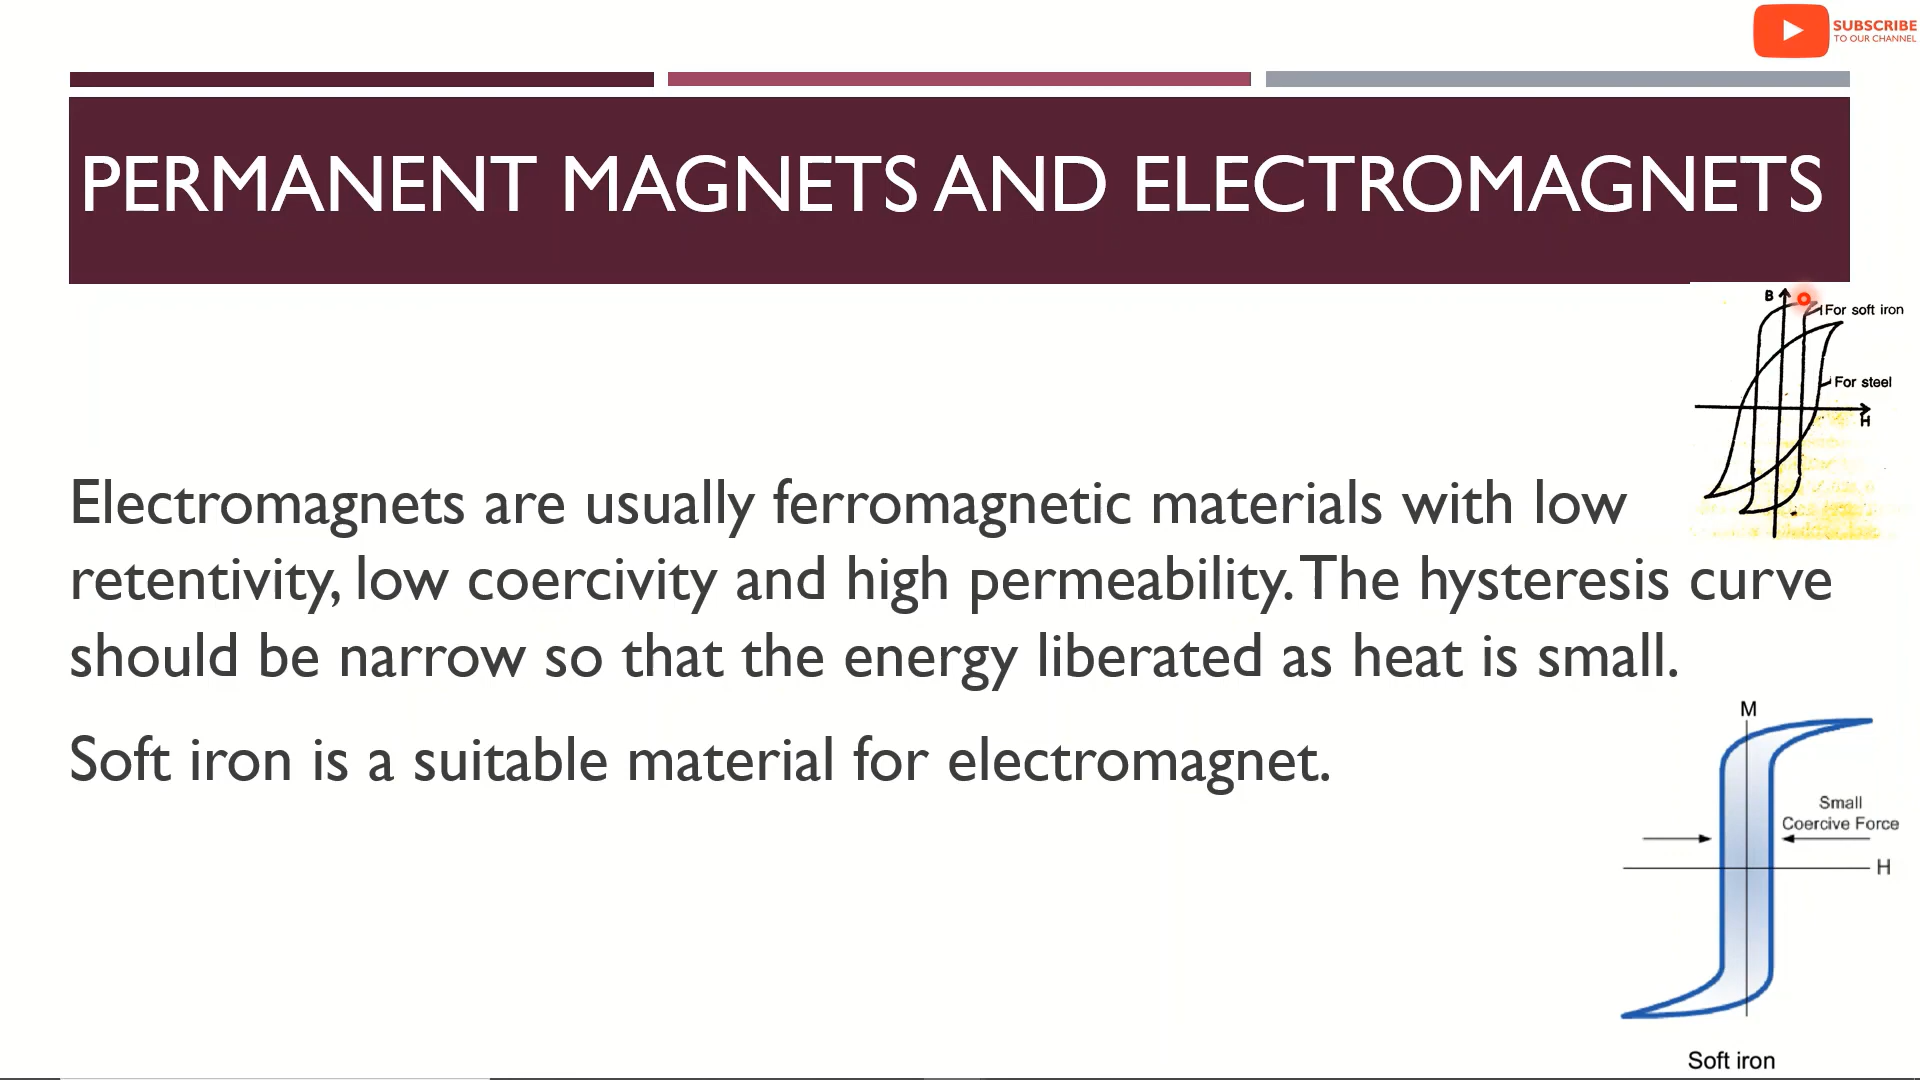 SUBSCRIBE
TO OUR CHANNEL
PERMANENT MAGNETS AND ELECTROMAGNETS
B
For soft iron
For steel
H
Electromagnets are usually ferromagnetic materials with low
retentivity, low coercivity and high permeability. The hysteresis curve
should be narrow so that the energy liberated as heat is small.
Soft iron is a suitable material for electromagnet.
M
Small
Coercive Force
H
Soft iron